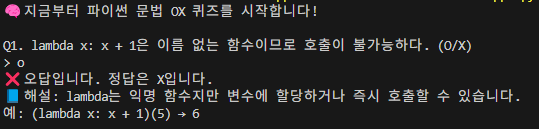 🧠 지금부터 파이썬 문법 OX 퀴즈를 시작합니다!
Q1. lambda x: x + 1은 이름 없는 함수이므로 호출이 불가능하다. (O/X)
> o
❌ 오답입니다. 정답은 X입니다.
📘 해설: lambda는 익명 함수지만 변수에 할당하거나 즉시 호출할 수 있습니다.
예: (lambda x: x + 1)(5) → 6